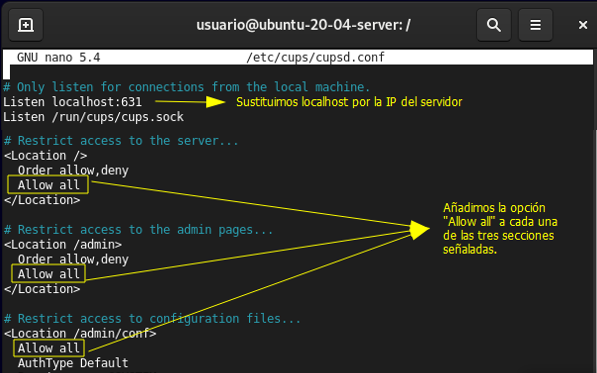 usuario@ubuntu-20-04-server: /
GNU nano 5.4 /etc/cups/cupsd.conf
# Only listen for connections from the local machine.
Listen localhost:631 Sustituimos localhost por la IP del servidor
Listen /run/cups/cups.sock
# Restrict access to the server...
<Location />
Order allow,deny
Allow all
</Location>
Añadimos la opción
"Allow all" a cada una
de las tres secciones
señaladas.
# Restrict access to the admin pages...
<Location /admin>
Order allow,deny
Allow all
</Location>
# Restrict access to configuration files...
<Location /admin/conf>
Allow all
AuthType Default